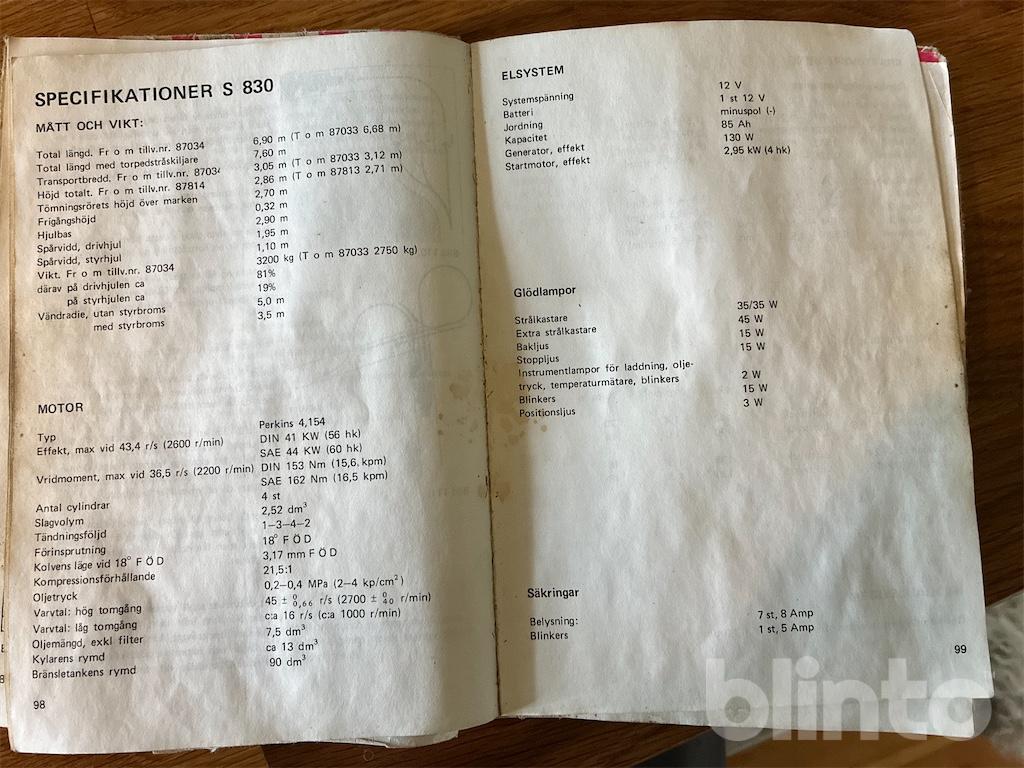 SPECIFIKATIONER S 830
MÅTT OCH VIKT:
Total längd. Fr o m tillv.nr. 87034 6,90 m (T o m 87033 6,68 m)
Total längd med torpedstråskiljare 7,60 m
Transportbredd. Fr o m tillv.nr. 87034 3,05 m (T o m 87033 3,12 m)
Höjd totalt. Fr o m tillv.nr. 87814 2,86 m (T o m 87813 2,71 m)
Tömningsrörets höjd över marken 2,70 m
Frigångshöjd 0,32 m
Hjulbas 2,90 m
Spårvidd, drivhjul 1,95 m
Spårvidd, styrhjul 1,10 m
Vikt. Fr o m tillv.nr. 87034 3200 kg (T o m 87033 2750 kg)
därav på drivhjulen ca 81%
på styrhjulen ca 19%
Vändradie, utan styrbroms 5,0 m
med styrbroms 3,5 m
MOTOR
Typ Perkins 4,154
Effekt, max vid 43,4 r/s (2600 r/min) DIN 41 KW (56 hk)
SAE 44 KW (60 hk)
Vridmoment, max vid 36,5 r/s (2200 r/min) DIN 153 Nm (15,6, kpm)
SAE 162 Nm (16,5 kpm)
Antal cylindrar 4 st
Slagvolym 2,52 dm³
Tändningsföljd 1–3–4–2
Förinsprutning 18° F Ö D
Kolvens läge vid 18° F Ö D 3,17 mm F Ö D
Kompressionsförhållande 21,5:1
Oljetryck 0,2–0,4 MPa (2–4 kp/cm²)
Varvtal: hög tomgång 45 ± 0 0,66 r/s (2700 ± 0 40 r/min)
Varvtal: låg tomgång c:a 16 r/s (c:a 1000 r/min)
Oljemängd, exkl filter 7,5 dm³
Kylarens rymd ca 13 dm³
Bränsletankens rymd 90 dm³
98
ELSYSTEM
Systemspänning 12 V
Batteri 1 st 12 V
Jordning minuspol (-)
Kapacitet 85 Ah
Generator, effekt 130 W
Startmotor, effekt 2,95 kW (4 hk)
Glödlampor
Strålkastare 35/35 W
Extra strålkastare 45 W
Bakljus 15 W
Stoppljus 15 W
Instrumentlampor för laddning, olje-
tryck, temperaturmätare, blinkers 2 W
Blinkers 15 W
Positionsljus 3 W
Säkringar
Belysning: 7 st, 8 Amp
Blinkers 1 st, 5 Amp
99
blinto